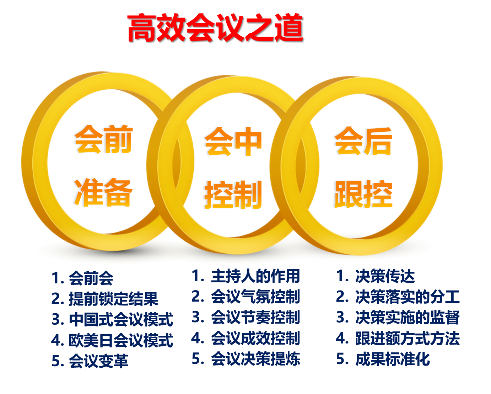 高效会议之道
会前
准备
会中
控制
会后
跟控
1. 会前会
2. 提前锁定结果
3. 中国式会议模式
4. 欧美日会议模式
5. 会议变革
1. 主持人的作用
2. 会议气氛控制
3. 会议节奏控制
4. 会议成效控制
5. 会议决策提炼
1. 决策传达
2. 决策落实的分工
3. 决策实施的监督
4. 跟进额方式方法
5. 成果标准化